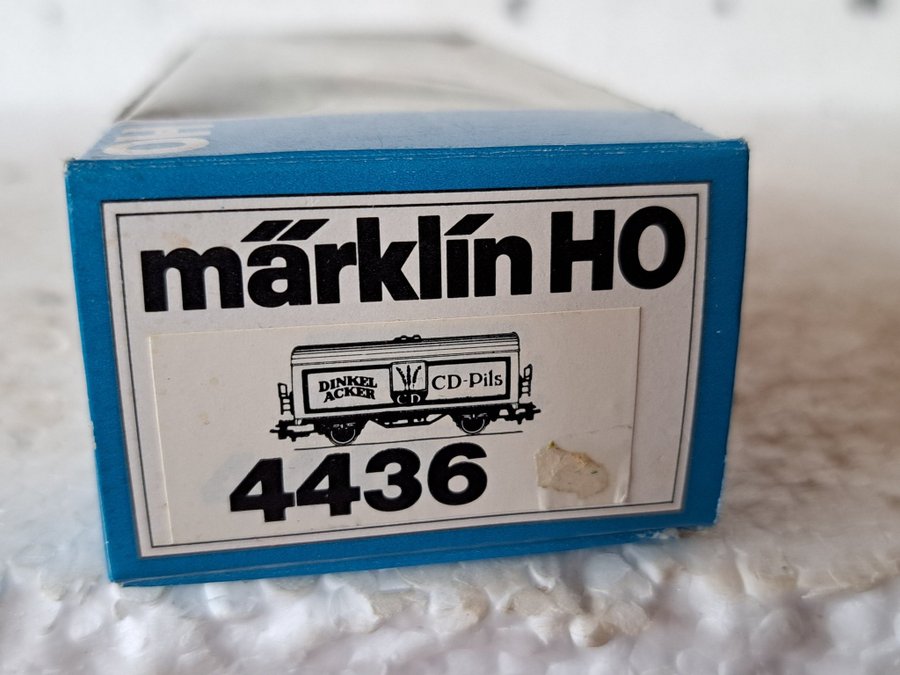 HO
märklin HO
DINKEL ACKER
CD
CD-Pils
4436